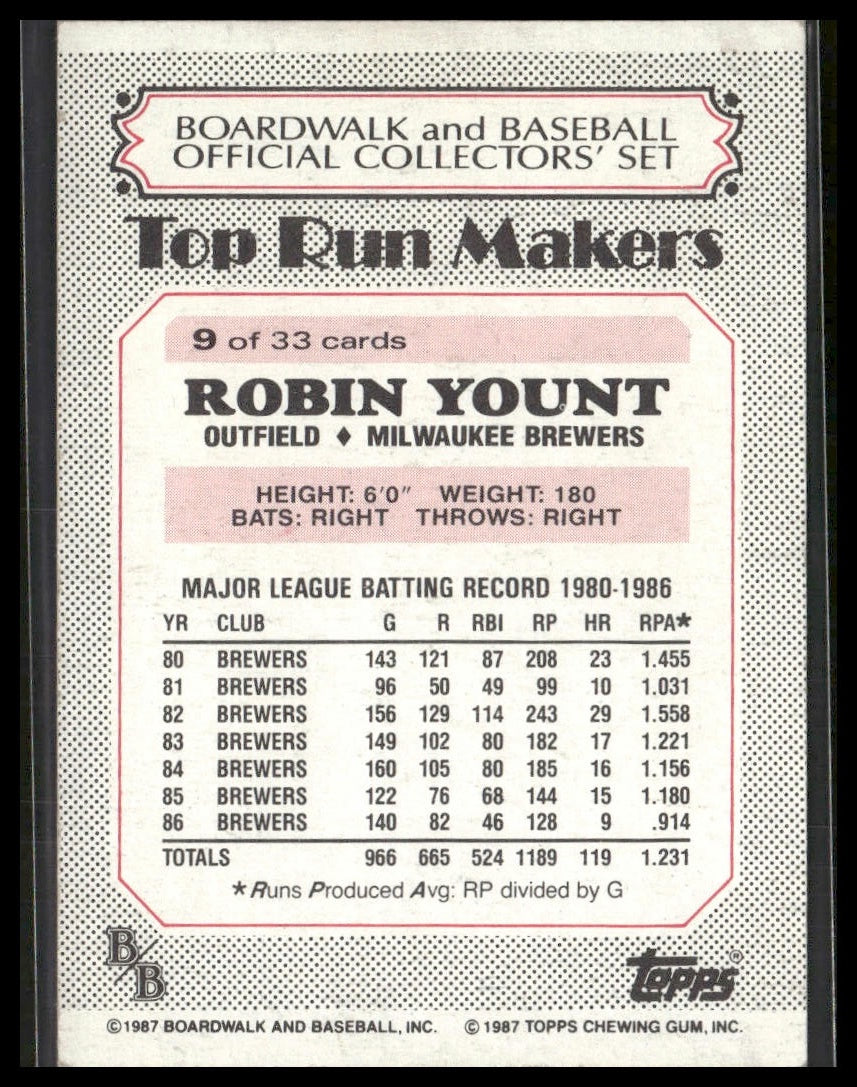 BOARDWALK and BASEBALL
OFFICIAL COLLECTORS' SET
Top Run Makers
9 of 33 cards
ROBIN YOUNT
OUTFIELD ♦ MILWAUKEE BREWERS
HEIGHT: 6'0" WEIGHT: 180
BATS: RIGHT THROWS: RIGHT
MAJOR LEAGUE BATTING RECORD 1980-1986
YR CLUB G R RBI RP HR RPA*
80 BREWERS 143 121 87 208 23 1.455
81 BREWERS 96 50 49 99 10 1.031
82 BREWERS 156 129 114 243 29 1.558
83 BREWERS 149 102 80 182 17 1.221
84 BREWERS 160 105 80 185 16 1.156
85 BREWERS 122 76 68 144 15 1.180
86 BREWERS 140 82 46 128 9 .914
TOTALS 966 665 524 1189 119 1.231
*Runs Produced Avg: RP divided by G
B/B
topps®
©1987 BOARDWALK AND BASEBALL, INC. ©1987 TOPPS CHEWING GUM, INC.